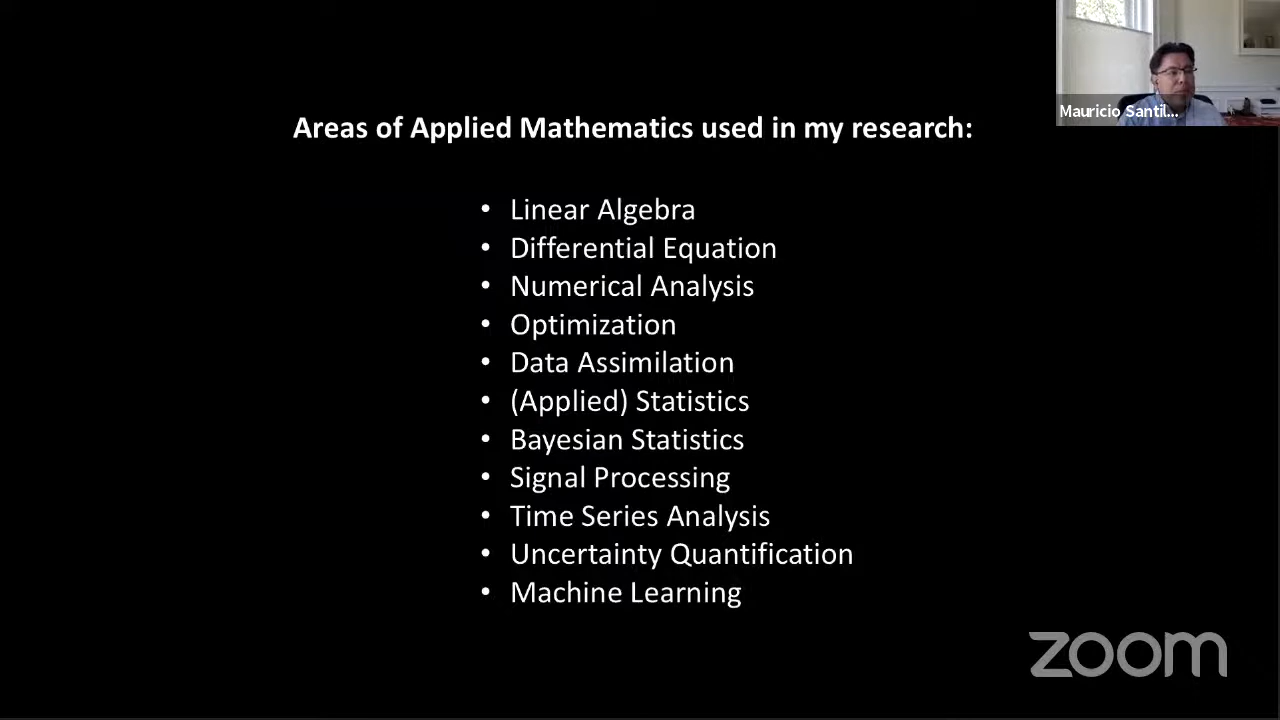 Mauricio Santil...
Areas of Applied Mathematics used in my research:
• Linear Algebra
• Differential Equation
• Numerical Analysis
• Optimization
• Data Assimilation
• (Applied) Statistics
• Bayesian Statistics
• Signal Processing
• Time Series Analysis
• Uncertainty Quantification
• Machine Learning
zoom